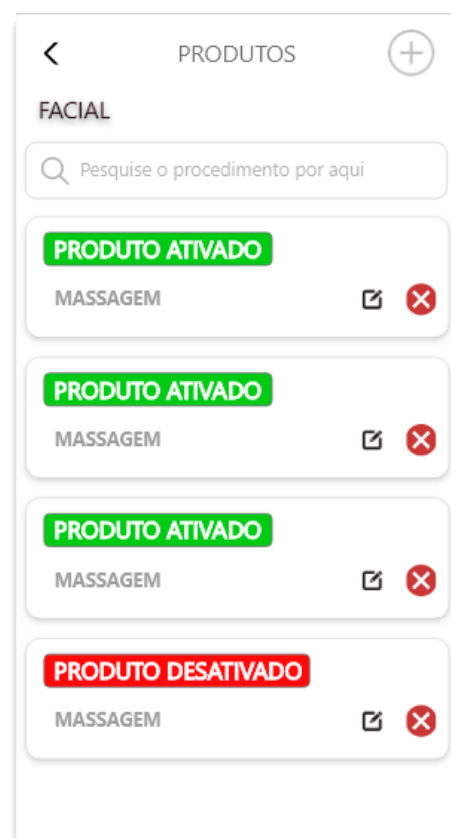 PRODUTOS
FACIAL
Pesquise o procedimento por aqui
PRODUTO ATIVADO
MASSAGEM
PRODUTO ATIVADO
MASSAGEM
PRODUTO ATIVADO
MASSAGEM
PRODUTO DESATIVADO
MASSAGEM